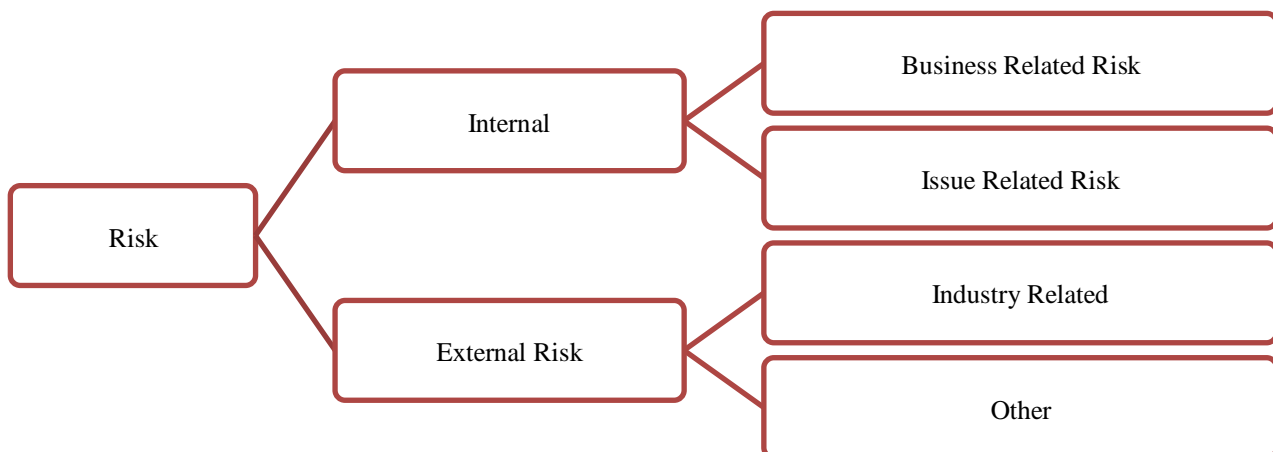 Risk
Internal
Business Related Risk
Issue Related Risk
External Risk
Industry Related
Other